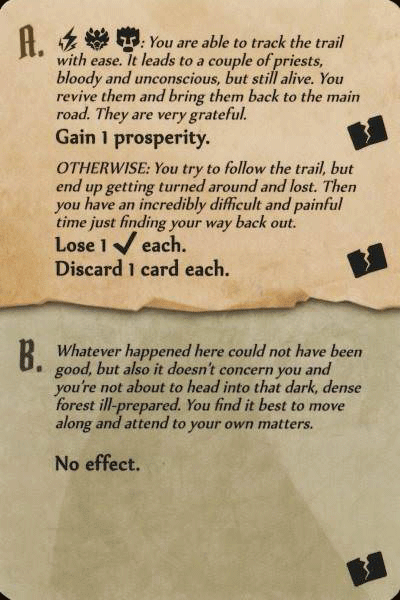 A.
: You are able to track the trail
with ease. It leads to a couple of priests,
bloody and unconscious, but still alive. You
revive them and bring them back to the main
road. They are very grateful.
Gain 1 prosperity.
OTHERWISE: You try to follow the trail, but
end up getting turned around and lost. Then
you have an incredibly difficult and painful
time just finding your way back out.
Lose 1 ✓ each.
Discard 1 card each.
B.
Whatever happened here could not have been
good, but also it doesn't concern you and
you're not about to head into that dark, dense
forest ill-prepared. You find it best to move
along and attend to your own matters.
No effect.